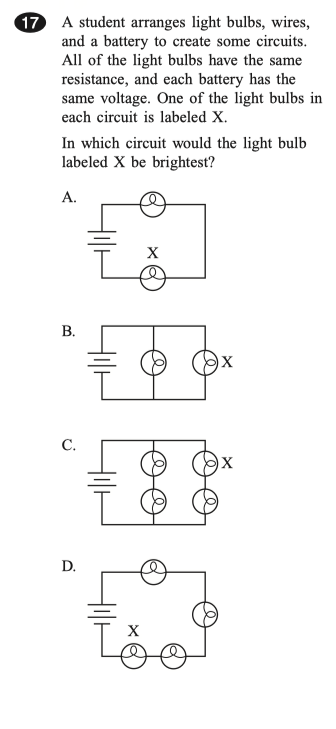 17 A student arranges light bulbs, wires,
and a battery to create some circuits.
All of the light bulbs have the same
resistance, and each battery has the
same voltage. One of the light bulbs in
each circuit is labeled X.
In which circuit would the light bulb
labeled X be brightest?
A.
X
B.
X
C.
X
D.
X